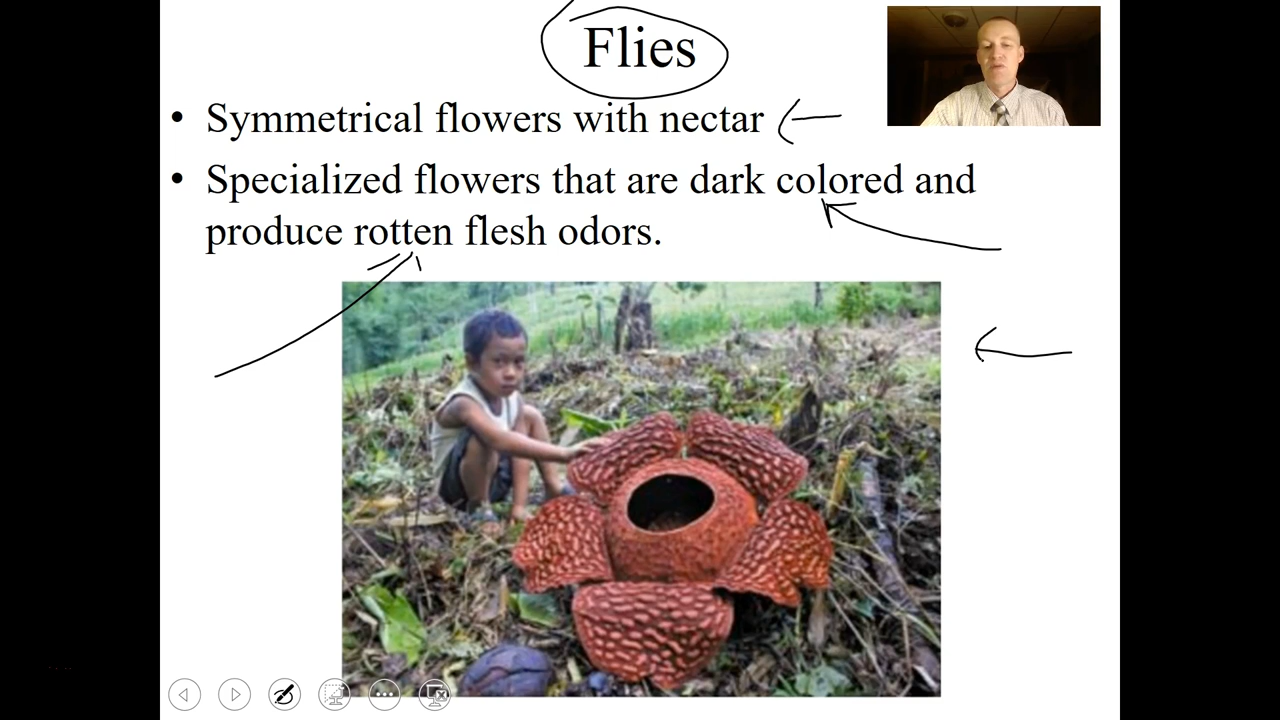 Flies
• Symmetrical flowers with nectar
• Specialized flowers that are dark colored and
produce rotten flesh odors.